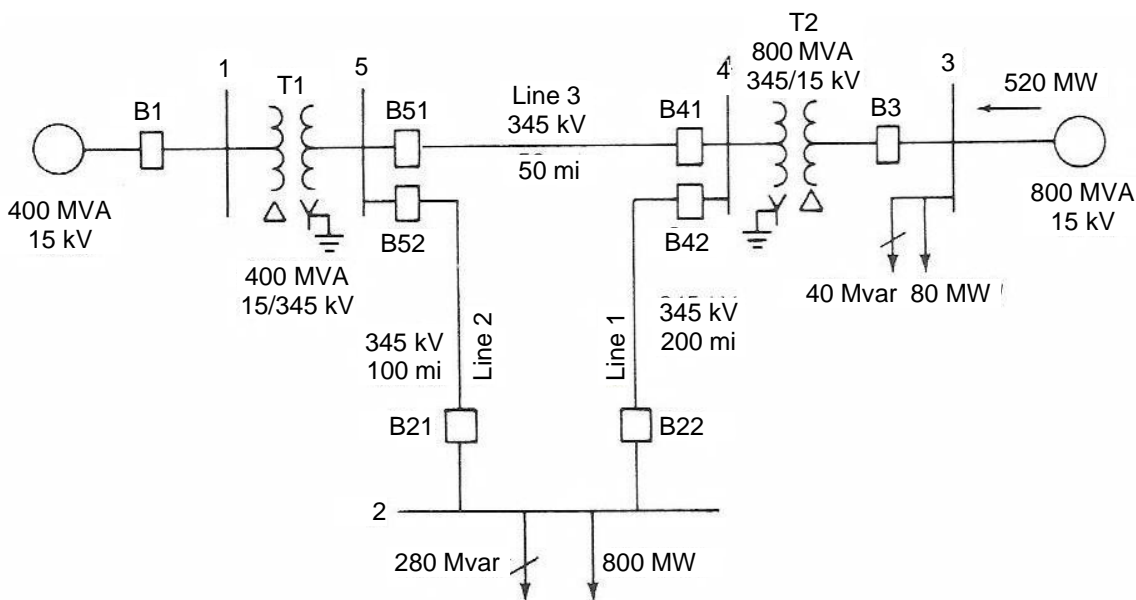 T2
800 MVA
345/15 kV
1
T1
5
4
3
B1
B51
Line 3
345 kV
50 mi
B41
B3
520 MW
400 MVA
15 kV
B52
B42
800 MVA
15 kV
400 MVA
15/345 kV
40 Mvar 80 MW
345 kV
100 mi
Line 2
Line 1
345 kV
200 mi
B21
B22
2
280 Mvar
800 MW